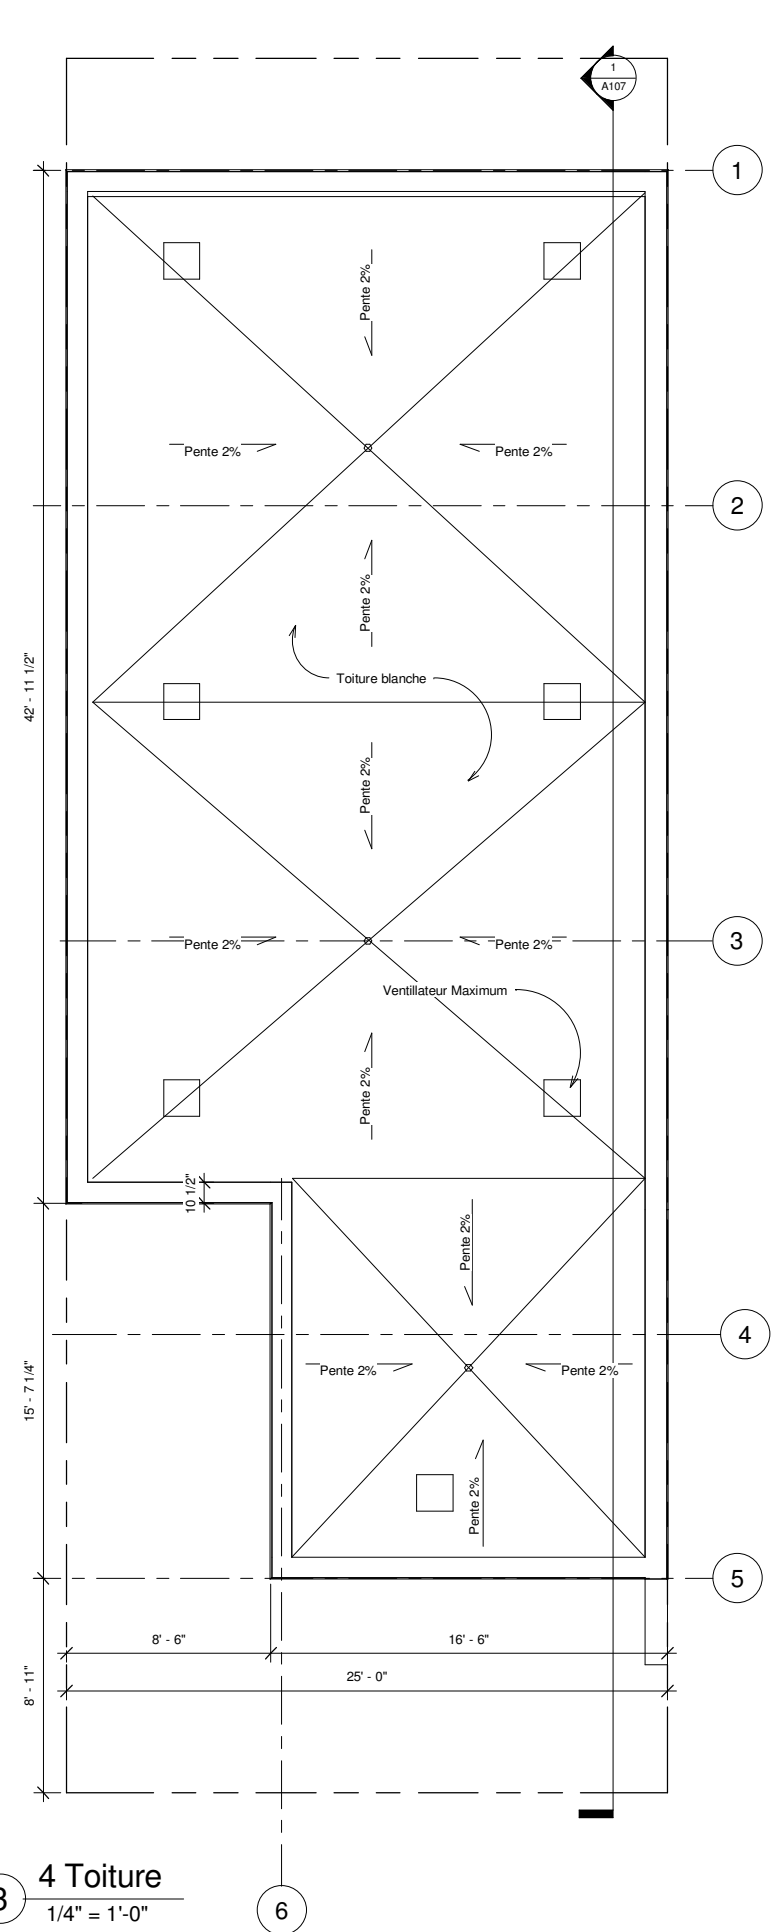 1
A107
1
Pente 2%
Pente 2%
Pente 2%
2
Pente 2%
Toiture blanche
42' - 11 1/2"
Pente 2%
Pente 2%
Pente 2%
3
Ventillateur Maximum
Pente 2%
10 1/2"
Pente 2%
4
Pente 2%
Pente 2%
15' - 7 1/4"
Pente 2%
5
8' - 6"
16' - 6"
25' - 0"
8' - 11"
4 Toiture
1/4" = 1'-0"
6